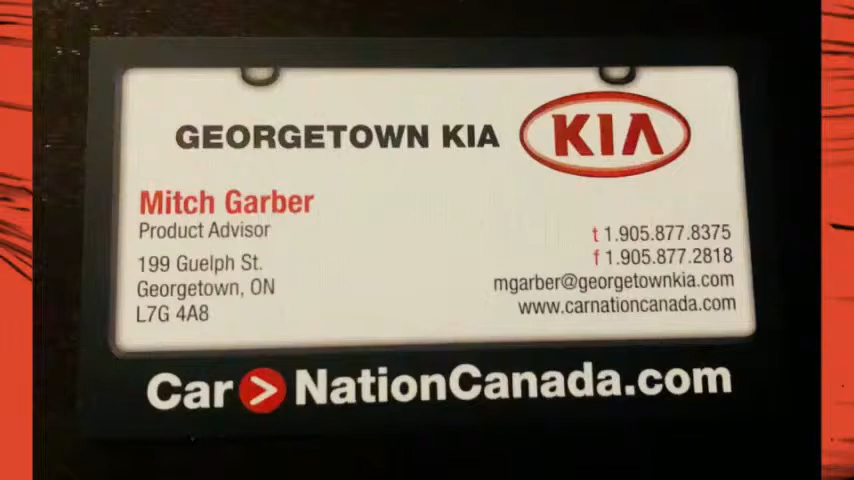 GEORGETOWN KIA
KIA
Mitch Garber
Product Advisor
199 Guelph St.
Georgetown, ON
L7G 4A8
t 1.905.877.8375
f 1.905.877.2818
mgarber@georgetownkia.com
www.carnationcanada.com
Car > NationCanada.com